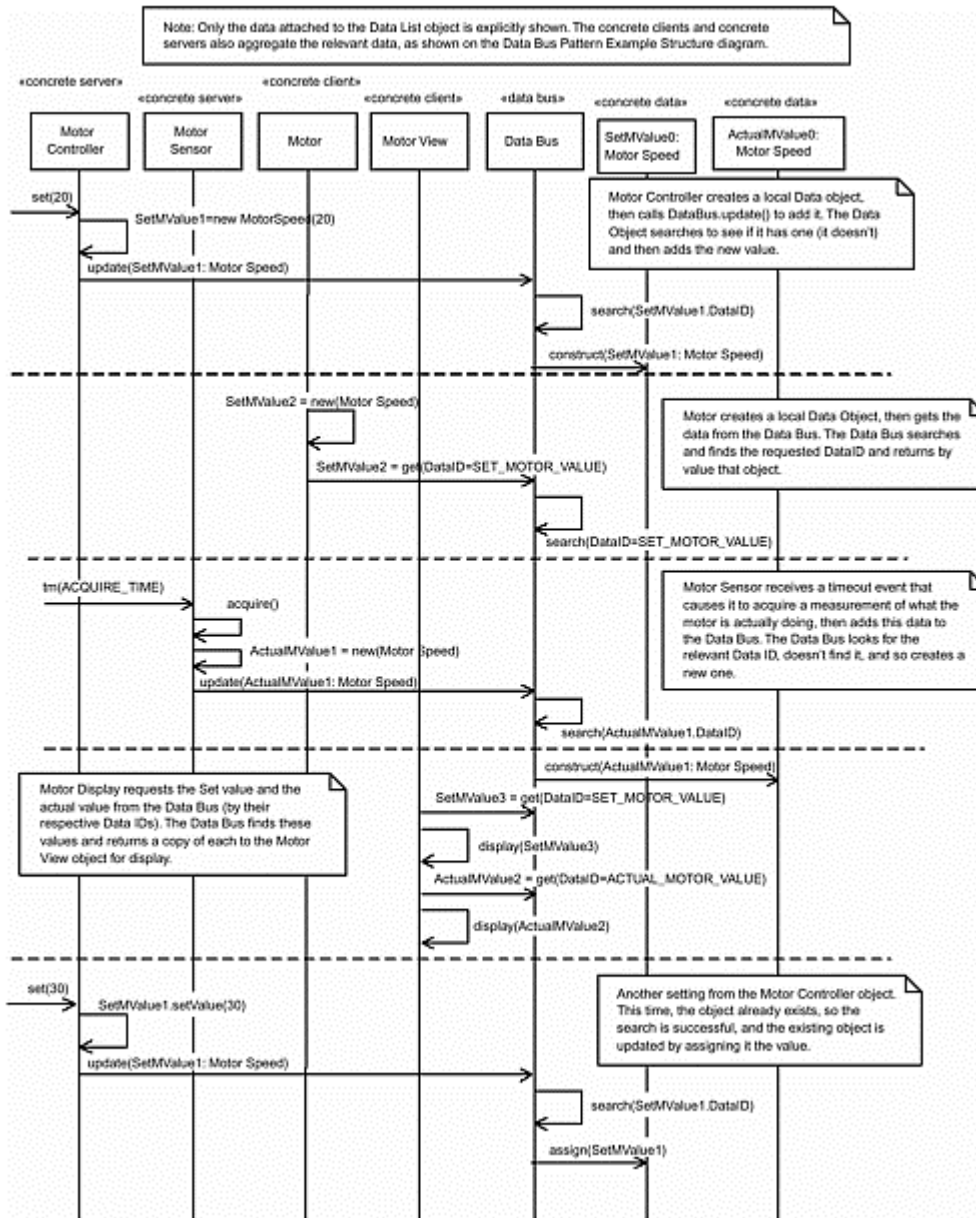 Note: Only the data attached to the Data List object is explicitly shown. The concrete clients and concrete
servers also aggregate the relevant data, as shown on the Data Bus Pattern Example Structure diagram.
«concrete server»
«concrete server»
«concrete client»
«concrete client»
«data bus»
«concrete data»
«concrete data»
Motor
Controller
Motor
Sensor
Motor
Motor View
Data Bus
SetMValue0:
Motor Speed
ActualMValue0:
Motor Speed
set(20)
SetMValue1=new MotorSpeed(20)
Motor Controller creates a local Data object,
then calls DataBus.update() to add it. The Data
Object searches to see if it has one (it doesn't)
and then adds the new value.
update(SetMValue1: Motor Speed)
search(SetMValue1.DataID)
construct(SetMValue1: Motor Speed)
SetMValue2 = new(Motor Speed)
Motor creates a local Data Object, then gets the
data from the Data Bus. The Data Bus searches
and finds the requested DataID and returns by
value that object.
SetMValue2 = get(DataID=SET_MOTOR_VALUE)
search(DataID=SET_MOTOR_VALUE)
tm(ACQUIRE_TIME)
acquire()
Motor Sensor receives a timeout event that
causes it to acquire a measurement of what the
motor is actually doing, then adds this data to
the Data Bus. The Data Bus looks for the
relevant Data ID, doesn't find it, and so creates a
new one.
ActualMValue1 = new(Motor Speed)
update(ActualMValue1: Motor Speed)
search(ActualMValue1.DataID)
construct(ActualMValue1: Motor Speed)
Motor Display requests the Set value and the
actual value from the Data Bus (by their
respective Data IDs). The Data Bus finds these
values and returns a copy of each to the Motor
View object for display.
SetMValue3 = get(DataID=SET_MOTOR_VALUE)
display(SetMValue3)
ActualMValue2 = get(DataID=ACTUAL_MOTOR_VALUE)
display(ActualMValue2)
set(30)
SetMValue1.setValue(30)
Another setting from the Motor Controller object.
This time, the object already exists, so the
search is successful, and the existing object is
updated by assigning it the value.
update(SetMValue1: Motor Speed)
search(SetMValue1.DataID)
assign(SetMValue1)